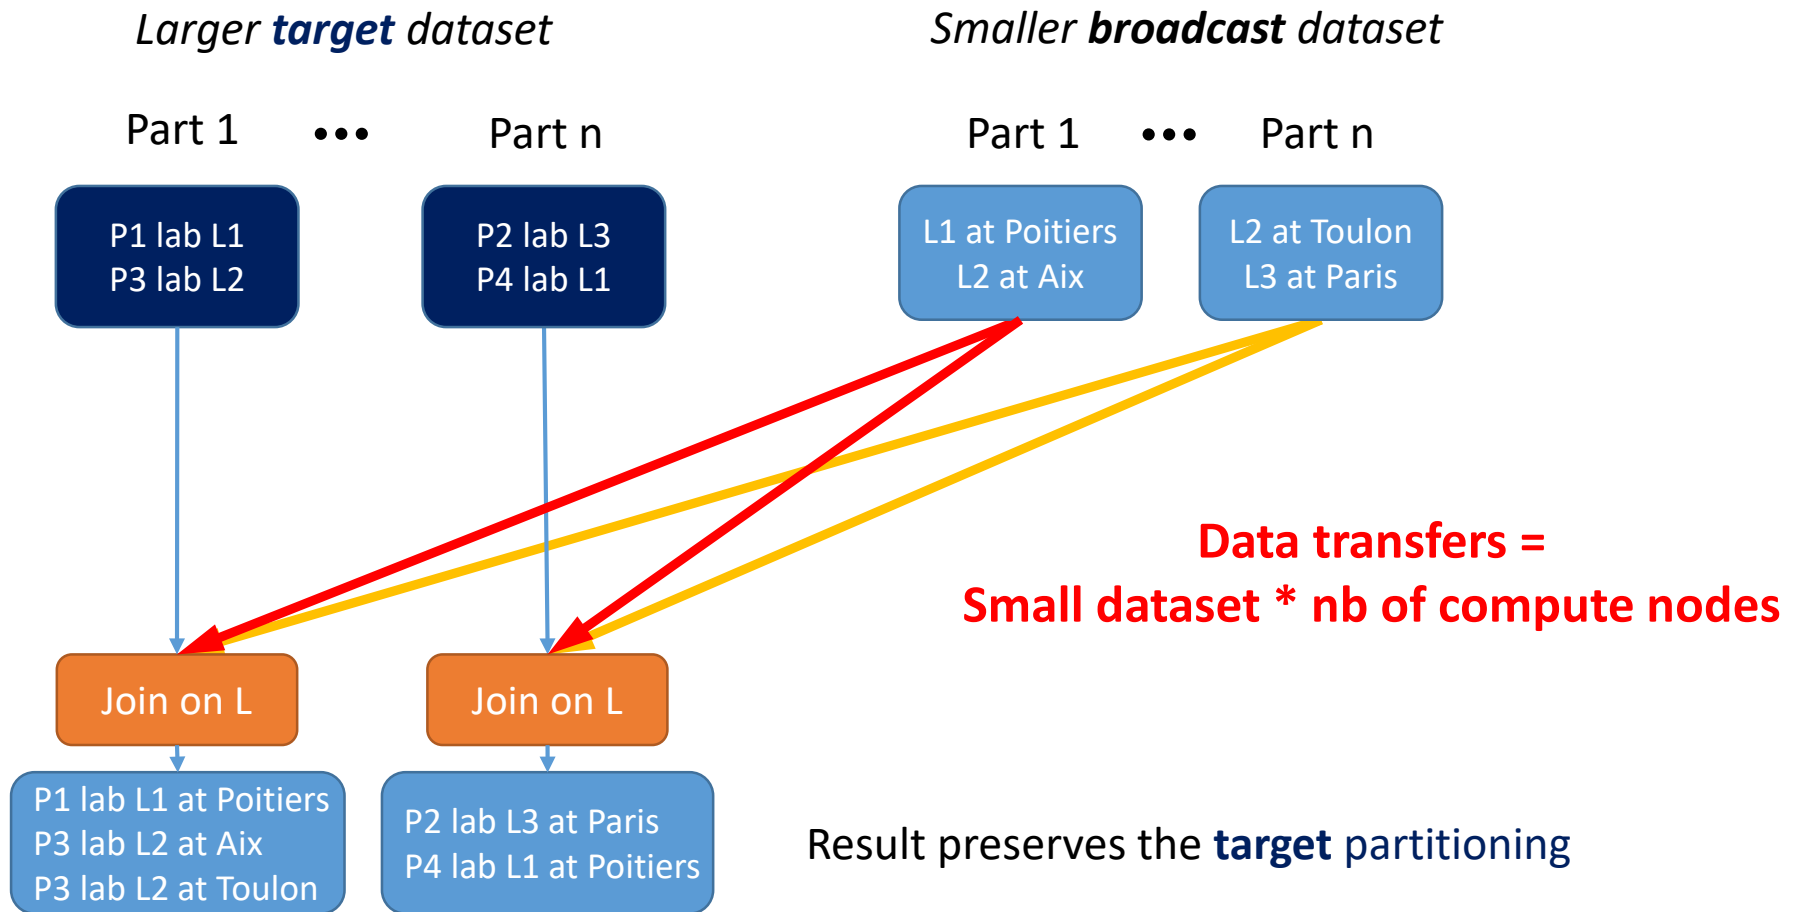 Larger target dataset
Smaller broadcast dataset
Part 1 ••• Part n
Part 1 ••• Part n
P1 lab L1
P3 lab L2
P2 lab L3
P4 lab L1
L1 at Poitiers
L2 at Aix
L2 at Toulon
L3 at Paris
Data transfers =
Small dataset * nb of compute nodes
Join on L
Join on L
P1 lab L1 at Poitiers
P3 lab L2 at Aix
P3 lab L2 at Toulon
P2 lab L3 at Paris
P4 lab L1 at Poitiers
Result preserves the target partitioning